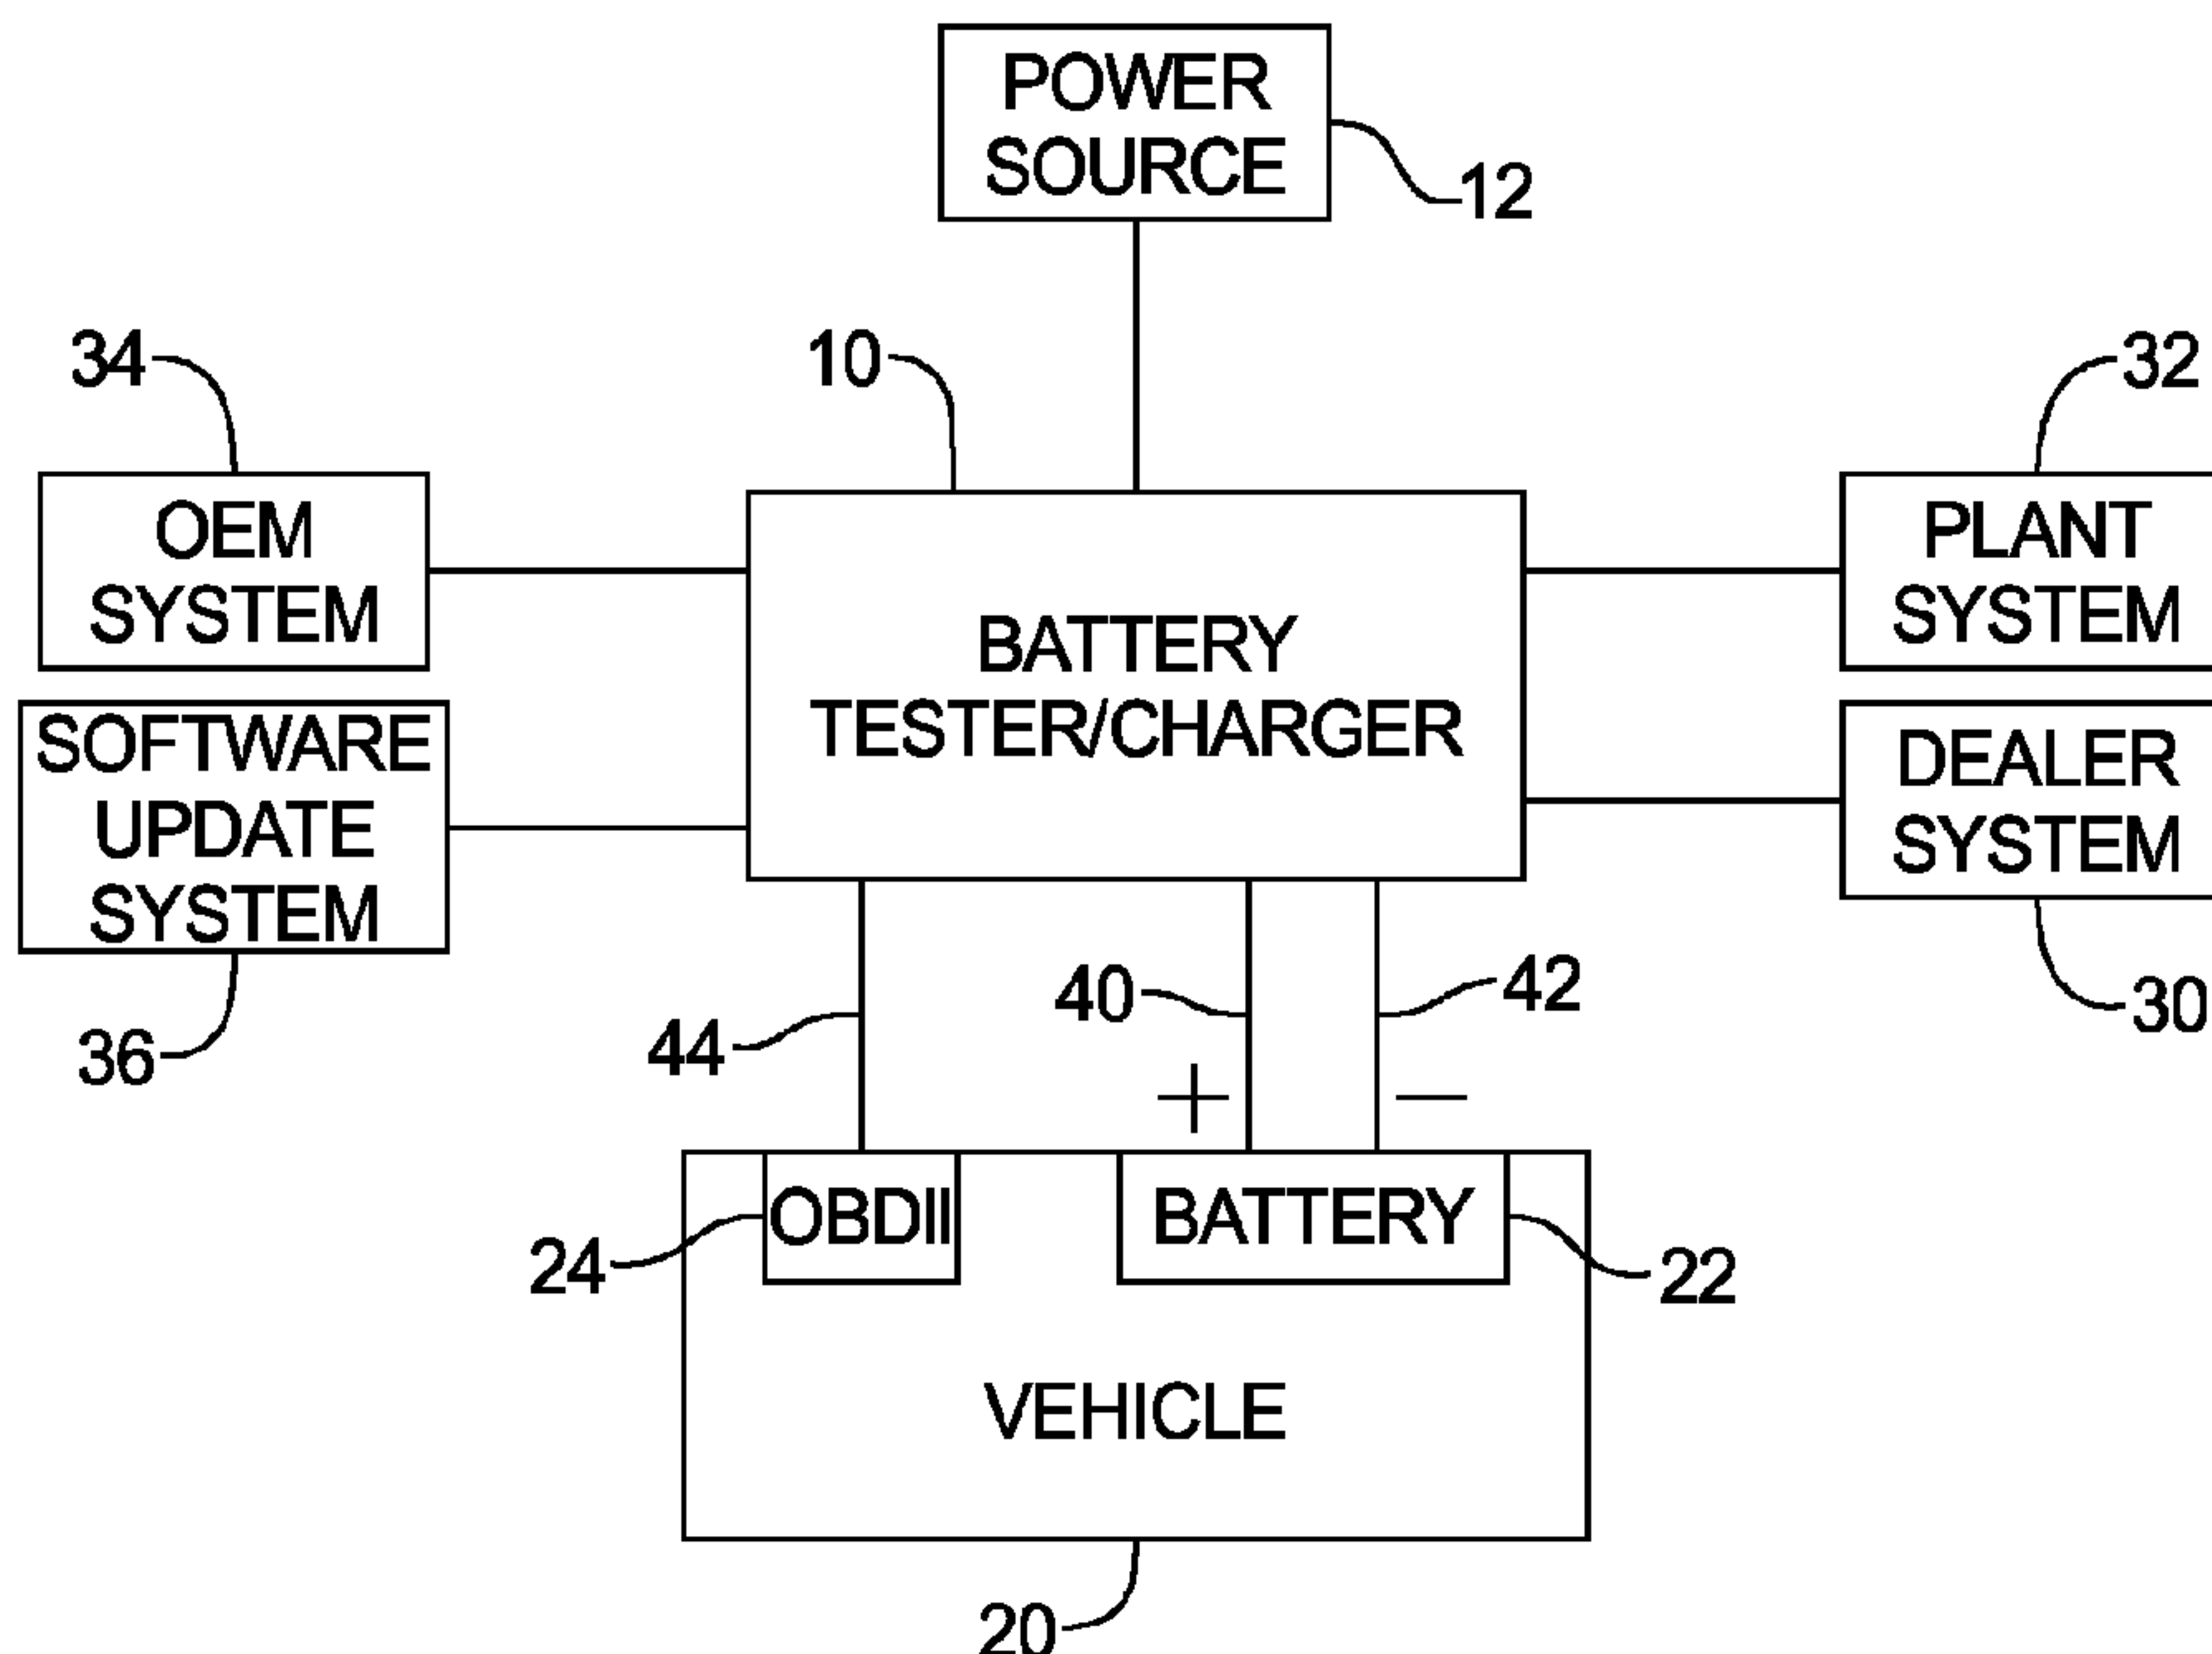 POWER
SOURCE
12
34
10
32
OEM
SYSTEM
PLANT
SYSTEM
BATTERY
TESTER/CHARGER
SOFTWARE
UPDATE
SYSTEM
DEALER
SYSTEM
36
44
40
42
30
+
—
OBDII
BATTERY
24
22
VEHICLE
20